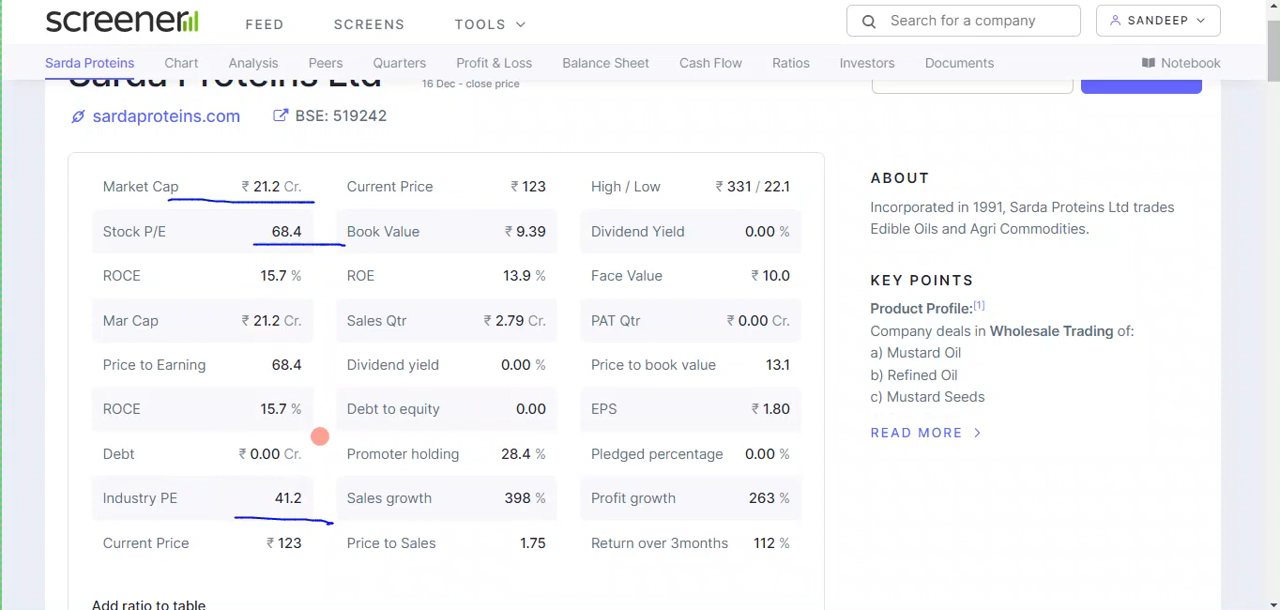 screener
FEED SCREENS TOOLS
Search for a company
SANDEEP
Sarda Proteins Chart Analysis Peers Quarters Profit & Loss Balance Sheet Cash Flow Ratios Investors Documents Notebook
Sarda Proteins Ltd
16 Dec - close price
sardaproteins.com BSE: 519242
Market Cap ₹ 21.2 Cr. Current Price ₹ 123 High / Low ₹ 331 / 22.1
Stock P/E 68.4 Book Value ₹ 9.39 Dividend Yield 0.00 %
ROCE 15.7 % ROE 13.9 % Face Value ₹ 10.0
Mar Cap ₹ 21.2 Cr. Sales Qtr ₹ 2.79 Cr. PAT Qtr ₹ 0.00 Cr.
Price to Earning 68.4 Dividend yield 0.00 % Price to book value 13.1
ROCE 15.7 % Debt to equity 0.00 EPS ₹ 1.80
Debt ₹ 0.00 Cr. Promoter holding 28.4 % Pledged percentage 0.00 %
Industry PE 41.2 Sales growth 398 % Profit growth 263 %
Current Price ₹ 123 Price to Sales 1.75 Return over 3months 112 %
Add ratio to table
ABOUT
Incorporated in 1991, Sarda Proteins Ltd trades
Edible Oils and Agri Commodities.
KEY POINTS
Product Profile:[1]
Company deals in Wholesale Trading of:
a) Mustard Oil
b) Refined Oil
c) Mustard Seeds
READ MORE